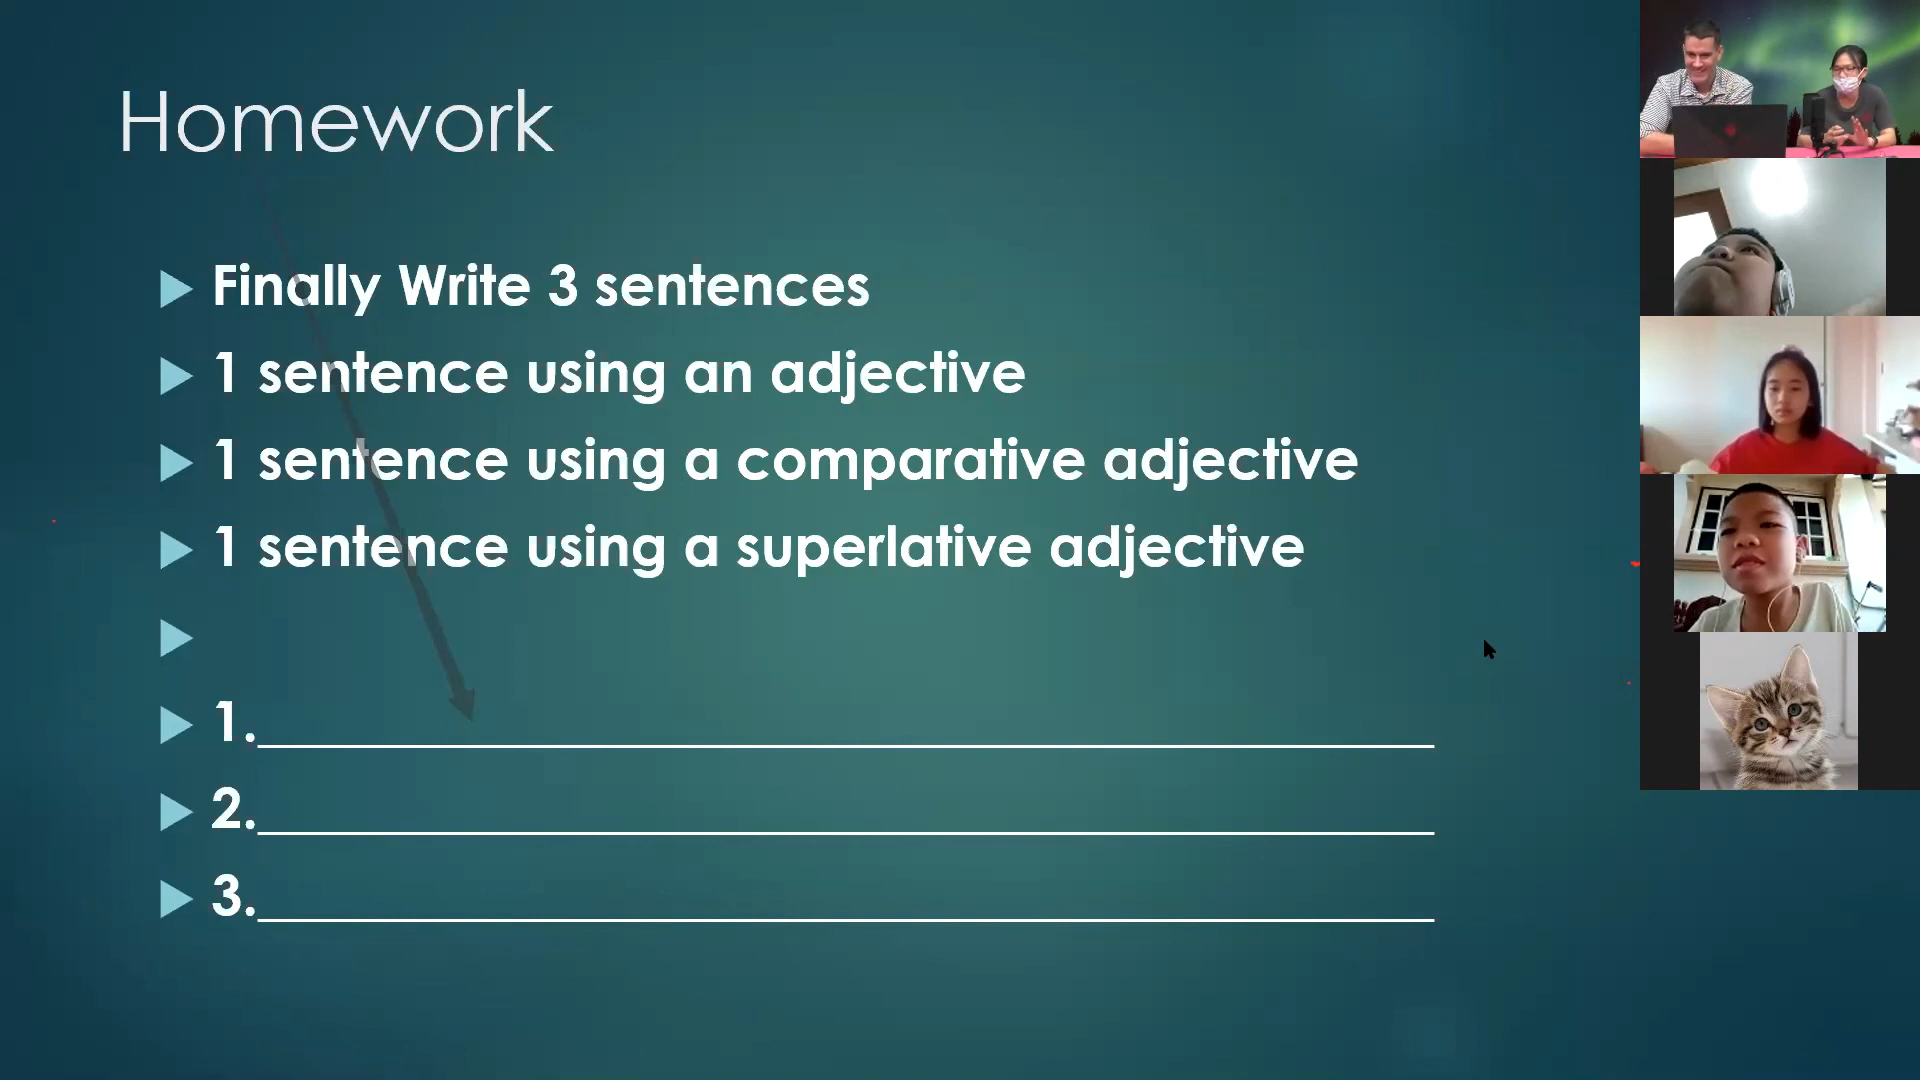 Homework
Finally Write 3 sentences
1 sentence using an adjective
1 sentence using a comparative adjective
1 sentence using a superlative adjective
1.
2.
3.